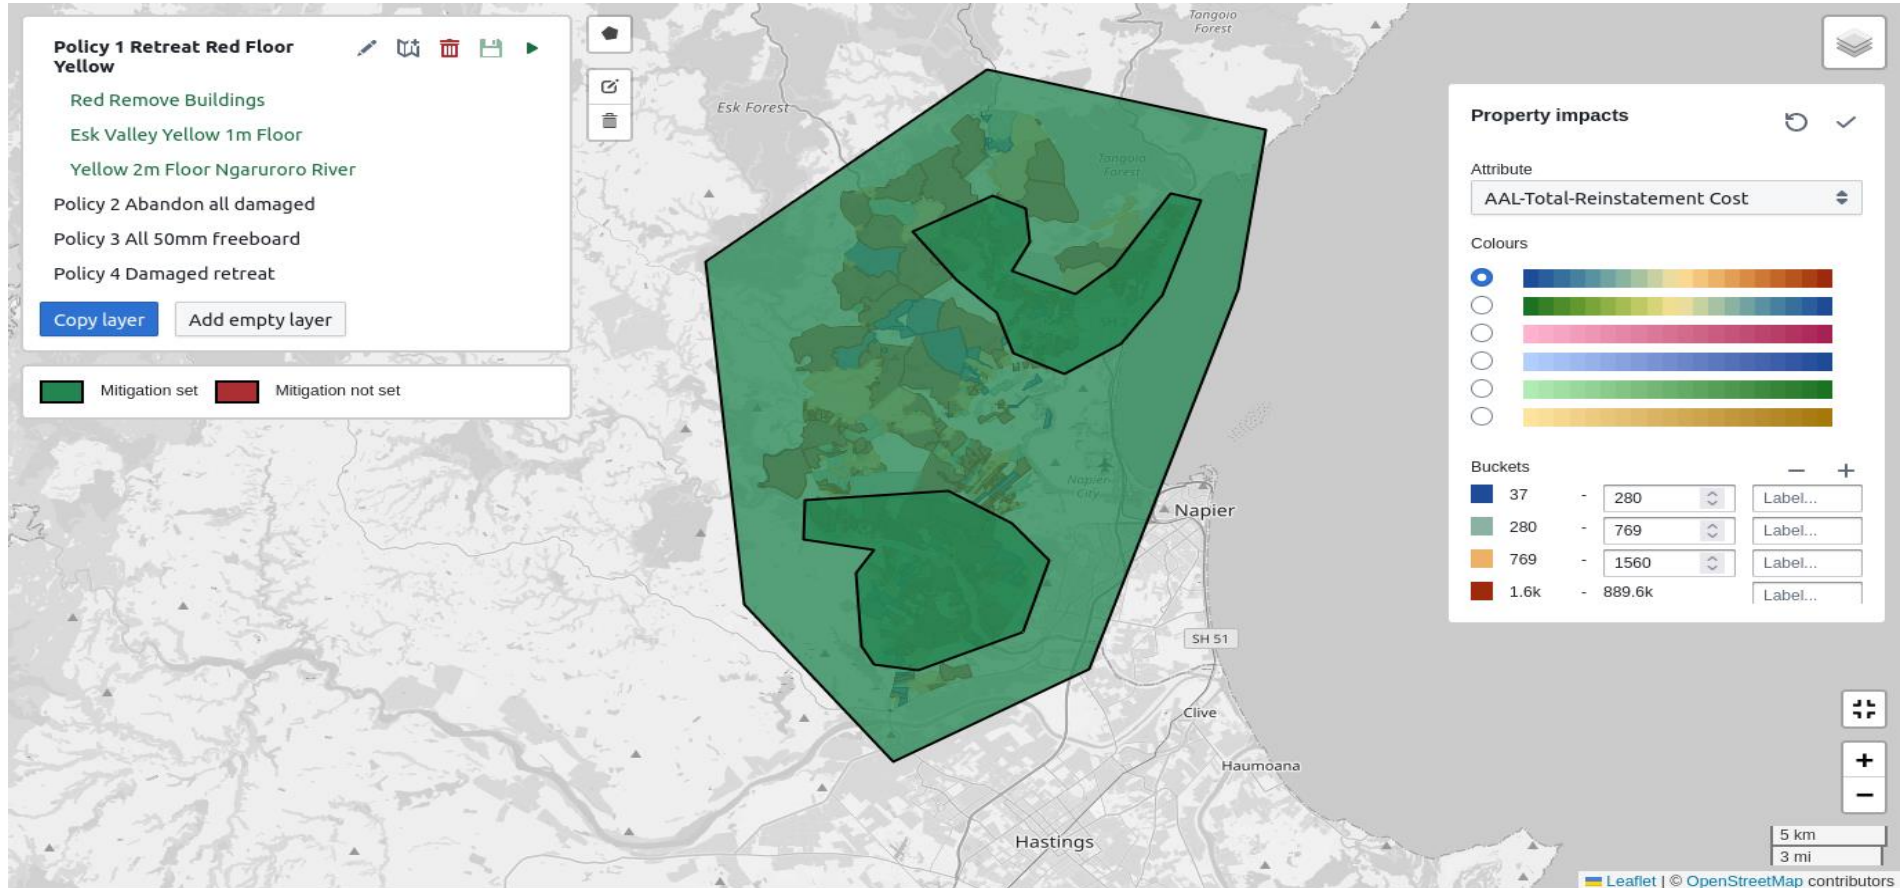 Policy 1 Retreat Red Floor
Yellow
Red Remove Buildings
Esk Valley Yellow 1m Floor
Yellow 2m Floor Ngaruroro River
Policy 2 Abandon all damaged
Policy 3 All 50mm freeboard
Policy 4 Damaged retreat
Copy layer
Add empty layer
Mitigation set
Mitigation not set
Tangoio
Forest
Esk Forest
Tangoio
Forest
Napier
City
Napier
SH 51
Clive
Haumoana
Hastings
Property impacts
Attribute
AAL-Total-Reinstatement Cost
Colours
Buckets
− +
37 - 280 Label...
280 - 769 Label...
769 - 1560 Label...
1.6k - 889.6k Label...
+
−
5 km
3 mi
Leaflet | © OpenStreetMap contributors